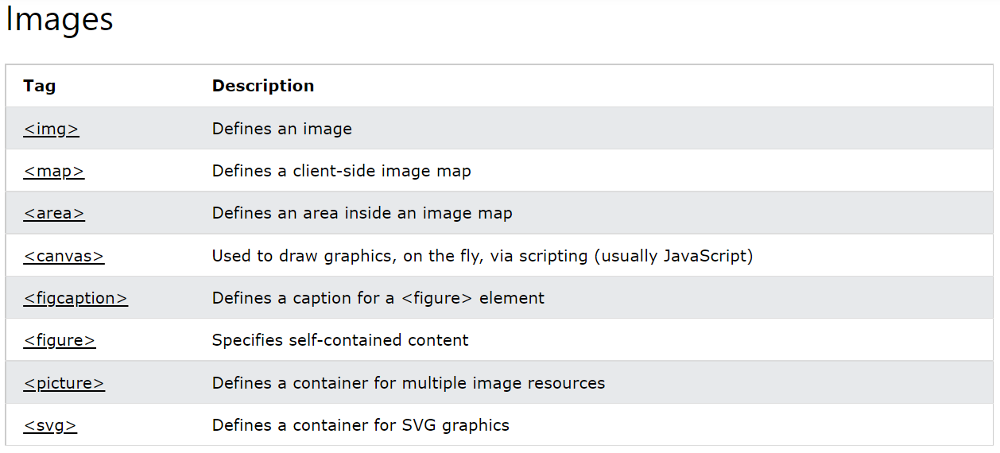 Images
Tag Description
<img> Defines an image
<map> Defines a client-side image map
<area> Defines an area inside an image map
<canvas> Used to draw graphics, on the fly, via scripting (usually JavaScript)
<figcaption> Defines a caption for a <figure> element
<figure> Specifies self-contained content
<picture> Defines a container for multiple image resources
<svg> Defines a container for SVG graphics